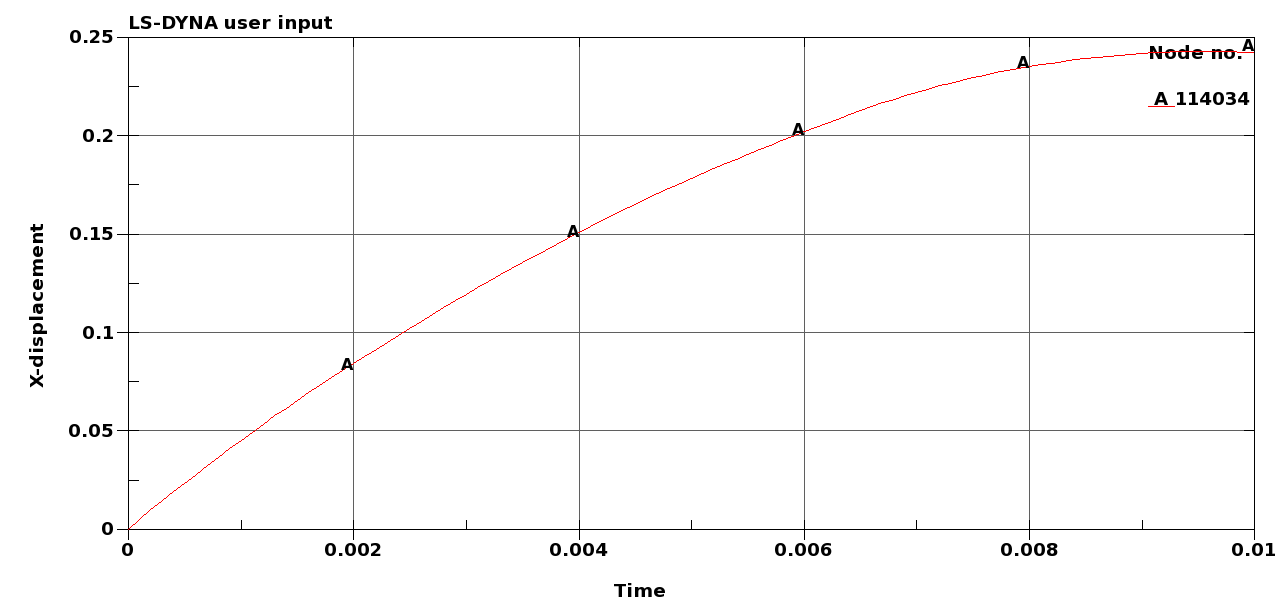 LS-DYNA user input
0.25
0.2
0.15
0.1
0.05
0
X-displacement
A
A
A
A
A
Node no.
A 114034
0 0.002 0.004 0.006 0.008 0.01
Time